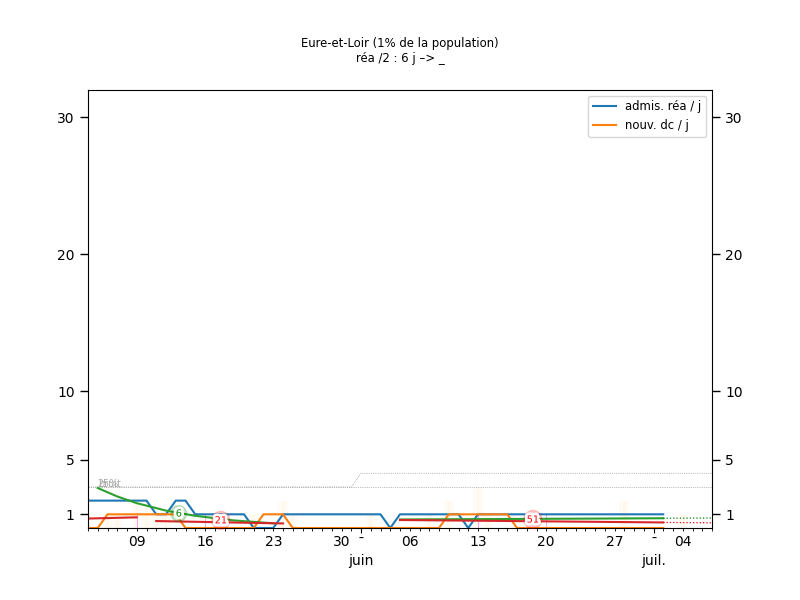 Eure-et-Loir (1% de la population)
réa /2 : 6 j –> _
admis. réa / j
nouv. dc / j
30 30
20 20
10 10
5 5
1 1
6
21
51
09 16 23 30 - 06 13 20 27 - 04
juin juil.